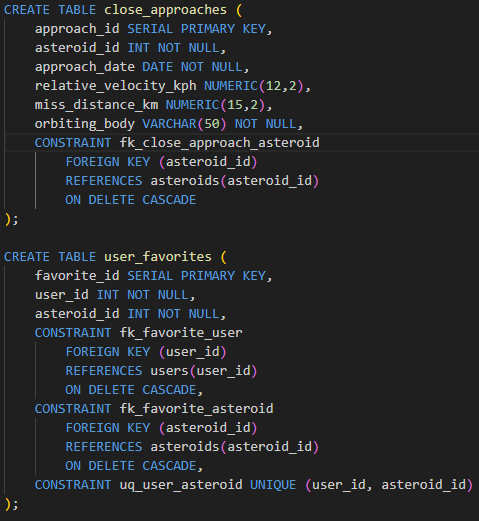 CREATE TABLE close_approaches (
    approach_id SERIAL PRIMARY KEY,
    asteroid_id INT NOT NULL,
    approach_date DATE NOT NULL,
    relative_velocity_kph NUMERIC(12,2),
    miss_distance_km NUMERIC(15,2),
    orbiting_body VARCHAR(50) NOT NULL,
    CONSTRAINT fk_close_approach_asteroid
        FOREIGN KEY (asteroid_id)
        REFERENCES asteroids(asteroid_id)
        ON DELETE CASCADE
);

CREATE TABLE user_favorites (
    favorite_id SERIAL PRIMARY KEY,
    user_id INT NOT NULL,
    asteroid_id INT NOT NULL,
    CONSTRAINT fk_favorite_user
        FOREIGN KEY (user_id)
        REFERENCES users(user_id)
        ON DELETE CASCADE,
    CONSTRAINT fk_favorite_asteroid
        FOREIGN KEY (asteroid_id)
        REFERENCES asteroids(asteroid_id)
        ON DELETE CASCADE,
    CONSTRAINT uq_user_asteroid UNIQUE (user_id, asteroid_id)
);